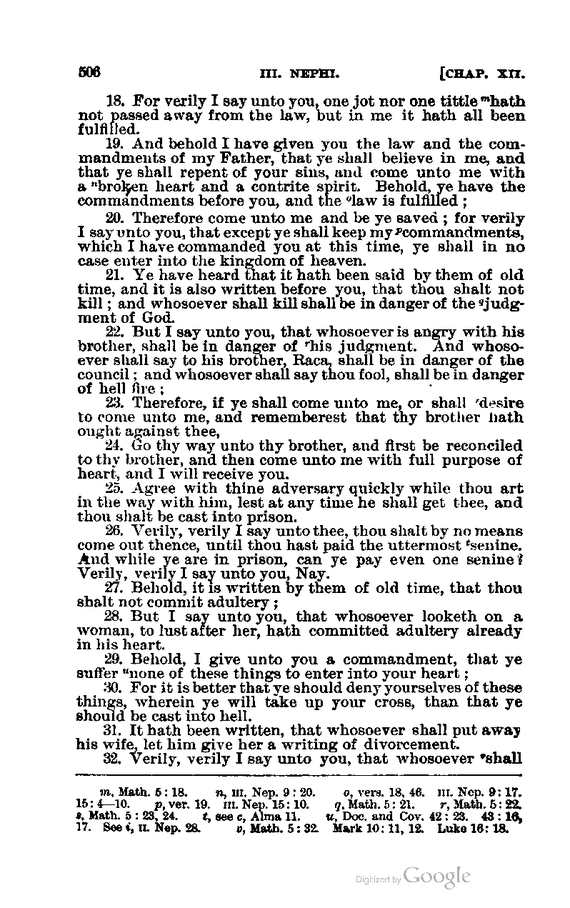 506 III. NEPHI. [CHAP. XII.
18. For verily I say unto you, one jot nor one tittle ᵐhath
not passed away from the law, but in me it hath all been
fulfilled.
19. And behold I have given you the law and the com-
mandments of my Father, that ye shall believe in me, and
that ye shall repent of your sins, and come unto me with
a ⁿbroken heart and a contrite spirit. Behold, ye have the
commandments before you, and the ᵒlaw is fulfilled ;
20. Therefore come unto me and be ye saved ; for verily
I say unto you, that except ye shall keep my ᵖcommandments,
which I have commanded you at this time, ye shall in no
case enter into the kingdom of heaven.
21. Ye have heard that it hath been said by them of old
time, and it is also written before you, that thou shalt not
kill ; and whosoever shall kill shall be in danger of the qjudg-
ment of God.
22. But I say unto you, that whosoever is angry with his
brother, shall be in danger of ʳhis judgment. And whoso-
ever shall say to his brother, Raca, shall be in danger of the
council ; and whosoever shall say thou fool, shall be in danger
of hell fire ;
23. Therefore, if ye shall come unto me, or shall ˢdesire
to come unto me, and rememberest that thy brother hath
ought against thee,
24. Go thy way unto thy brother, and first be reconciled
to thy brother, and then come unto me with full purpose of
heart, and I will receive you.
25. Agree with thine adversary quickly while thou art
in the way with him, lest at any time he shall get thee, and
thou shalt be cast into prison.
26. Verily, verily I say unto thee, thou shalt by no means
come out thence, until thou hast paid the uttermost ᵗsenine.
And while ye are in prison, can ye pay even one senine?
Verily, verily I say unto you, Nay.
27. Behold, it is written by them of old time, that thou
shalt not commit adultery ;
28. But I say unto you, that whosoever looketh on a
woman, to lust after her, hath committed adultery already
in his heart.
29. Behold, I give unto you a commandment, that ye
suffer ᵘnone of these things to enter into your heart ;
30. For it is better that ye should deny yourselves of these
things, wherein ye will take up your cross, than that ye
should be cast into hell.
31. It hath been written, that whosoever shall put away
his wife, let him give her a writing of divorcement.
32. Verily, verily I say unto you, that whosoever ᵛshall
m, Math. 5 : 18. n, III. Nep. 9 : 20. o, vers. 18, 46. III. Nep. 9 : 17.
15 : 4—10. p, ver. 19. III. Nep. 15 : 10. q, Math. 5 : 21. r, Math. 5 : 22.
s, Math. 5 : 23, 24. t, see c, Alma 11. u, Doc. and Cov. 42 : 23. 43 : 16,
17. See i, II. Nep. 28. v, Math. 5 : 32. Mark 10 : 11, 12. Luke 16 : 18.
Digitized by Google